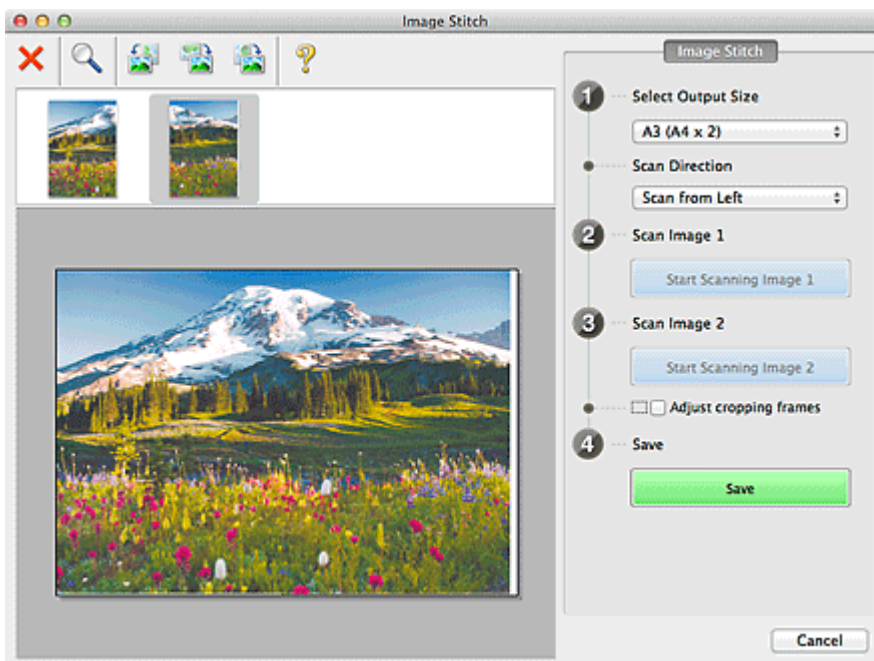 Image Stitch
Image Stitch
1 Select Output Size
A3 (A4 x 2)
Scan Direction
Scan from Left
2 Scan Image 1
Start Scanning Image 1
3 Scan Image 2
Start Scanning Image 2
Adjust cropping frames
4 Save
Save
Cancel